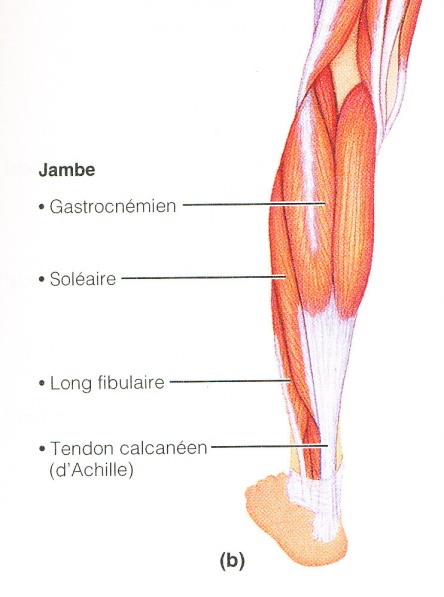 Jambe
• Gastrocnémien
• Soléaire
• Long fibulaire
• Tendon calcanéen
(d'Achille)
(b)